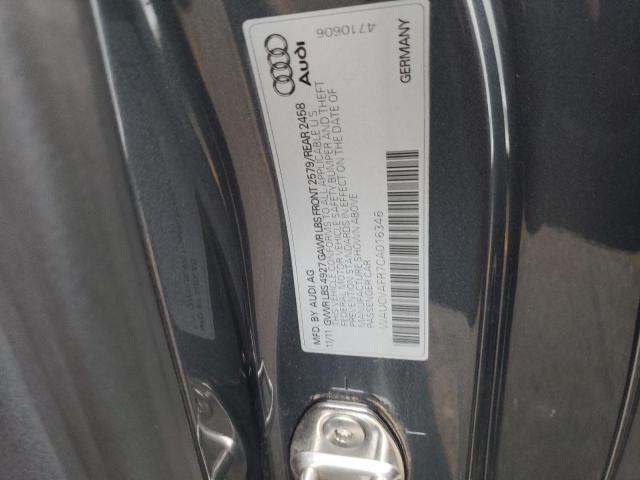 4710606
Audi
GERMANY
MFD. BY AUDI AG
11/11 GVWR LBS 4927 GAWR LBS FRONT 2579/REAR 2458
THIS VEHICLE CONFORMS TO ALL APPLICABLE U.S.
FEDERAL MOTOR VEHICLE SAFETY, BUMPER AND THEFT
PREVENTION STANDARDS IN EFFECT ON THE DATE OF
MANUFACTURE SHOWN ABOVE
PASSENGER CAR
WAUCVAFR7CA016346